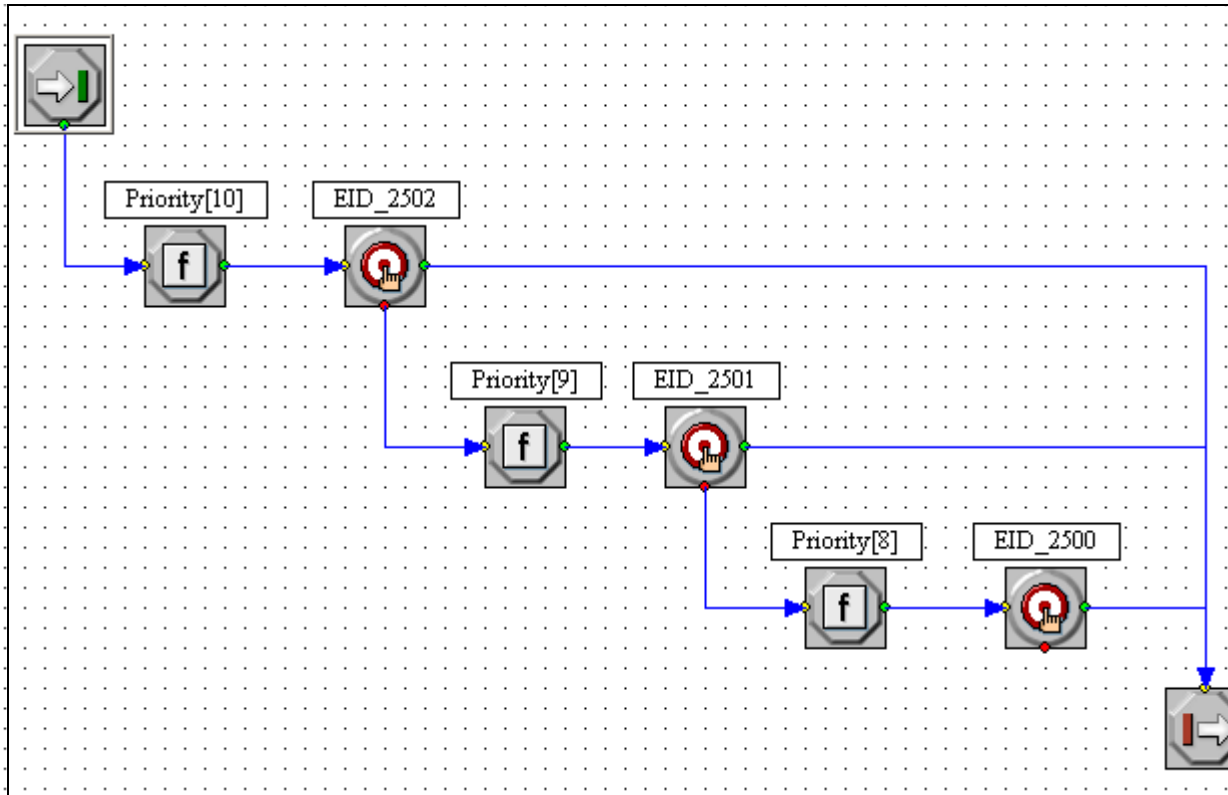 Priority[10]
EID_2502
f
Priority[9]
EID_2501
f
Priority[8]
EID_2500
f